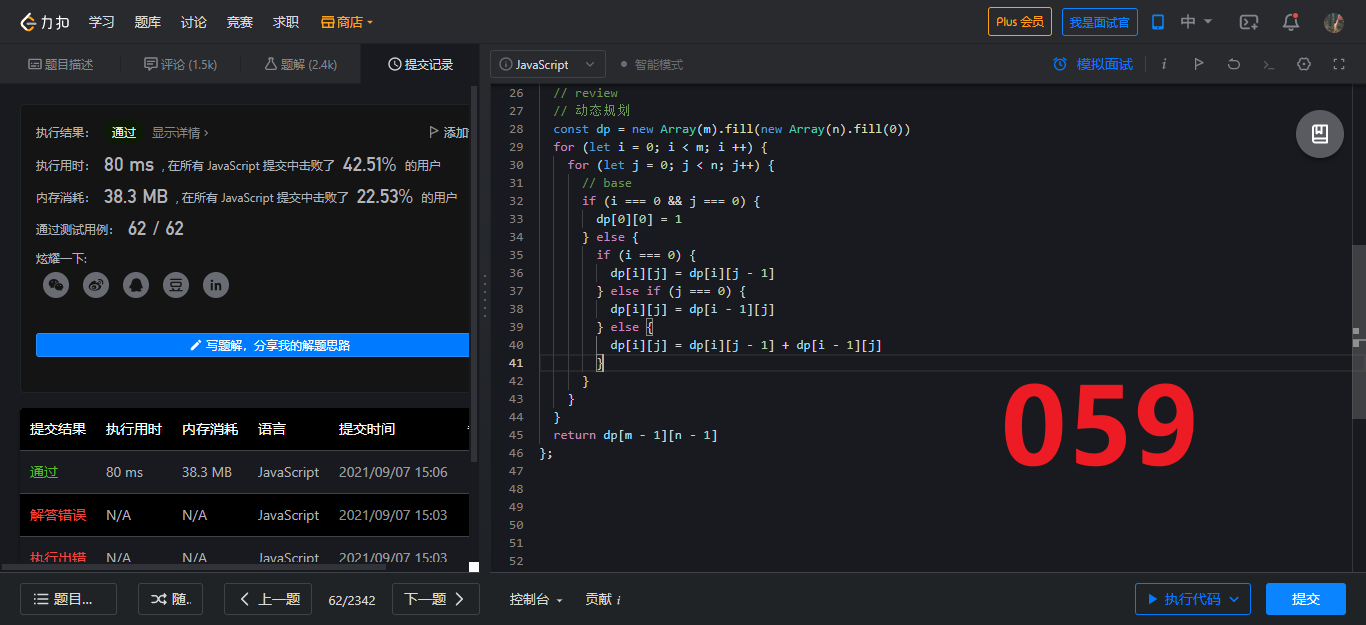 力扣 学习 题库 讨论 竞赛 求职 商店 Plus 会员 我是面试官 中
题目描述 评论 (1.5k) 题解 (2.4k) 提交记录
执行结果： 通过 显示详情 › 添加
执行用时： 80 ms , 在所有 JavaScript 提交中击败了 42.51% 的用户
内存消耗： 38.3 MB , 在所有 JavaScript 提交中击败了 22.53% 的用户
通过测试用例： 62 / 62
炫耀一下:
豆 in
写题解，分享我的解题思路
提交结果 执行用时 内存消耗 语言 提交时间
通过 80 ms 38.3 MB JavaScript 2021/09/07 15:06
解答错误 N/A N/A JavaScript 2021/09/07 15:03
执行出错 N/A N/A JavaScript 2021/09/07 15:03
i JavaScript 智能模式 模拟面试 i
26 // review
27 // 动态规划
28 const dp = new Array(m).fill(new Array(n).fill(0))
29 for (let i = 0; i < m; i ++) {
30 for (let j = 0; j < n; j++) {
31 // base
32 if (i === 0 && j === 0) {
33 dp[0][0] = 1
34 } else {
35 if (i === 0) {
36 dp[i][j] = dp[i][j - 1]
37 } else if (j === 0) {
38 dp[i][j] = dp[i - 1][j]
39 } else {
40 dp[i][j] = dp[i][j - 1] + dp[i - 1][j]
41 }
42 }
43 }
44 }
45 return dp[m - 1][n - 1]
46 };
47
48
49
50
51
52
059
题目... 随. 上一题 62/2342 下一题 控制台 贡献 i 执行代码 提交